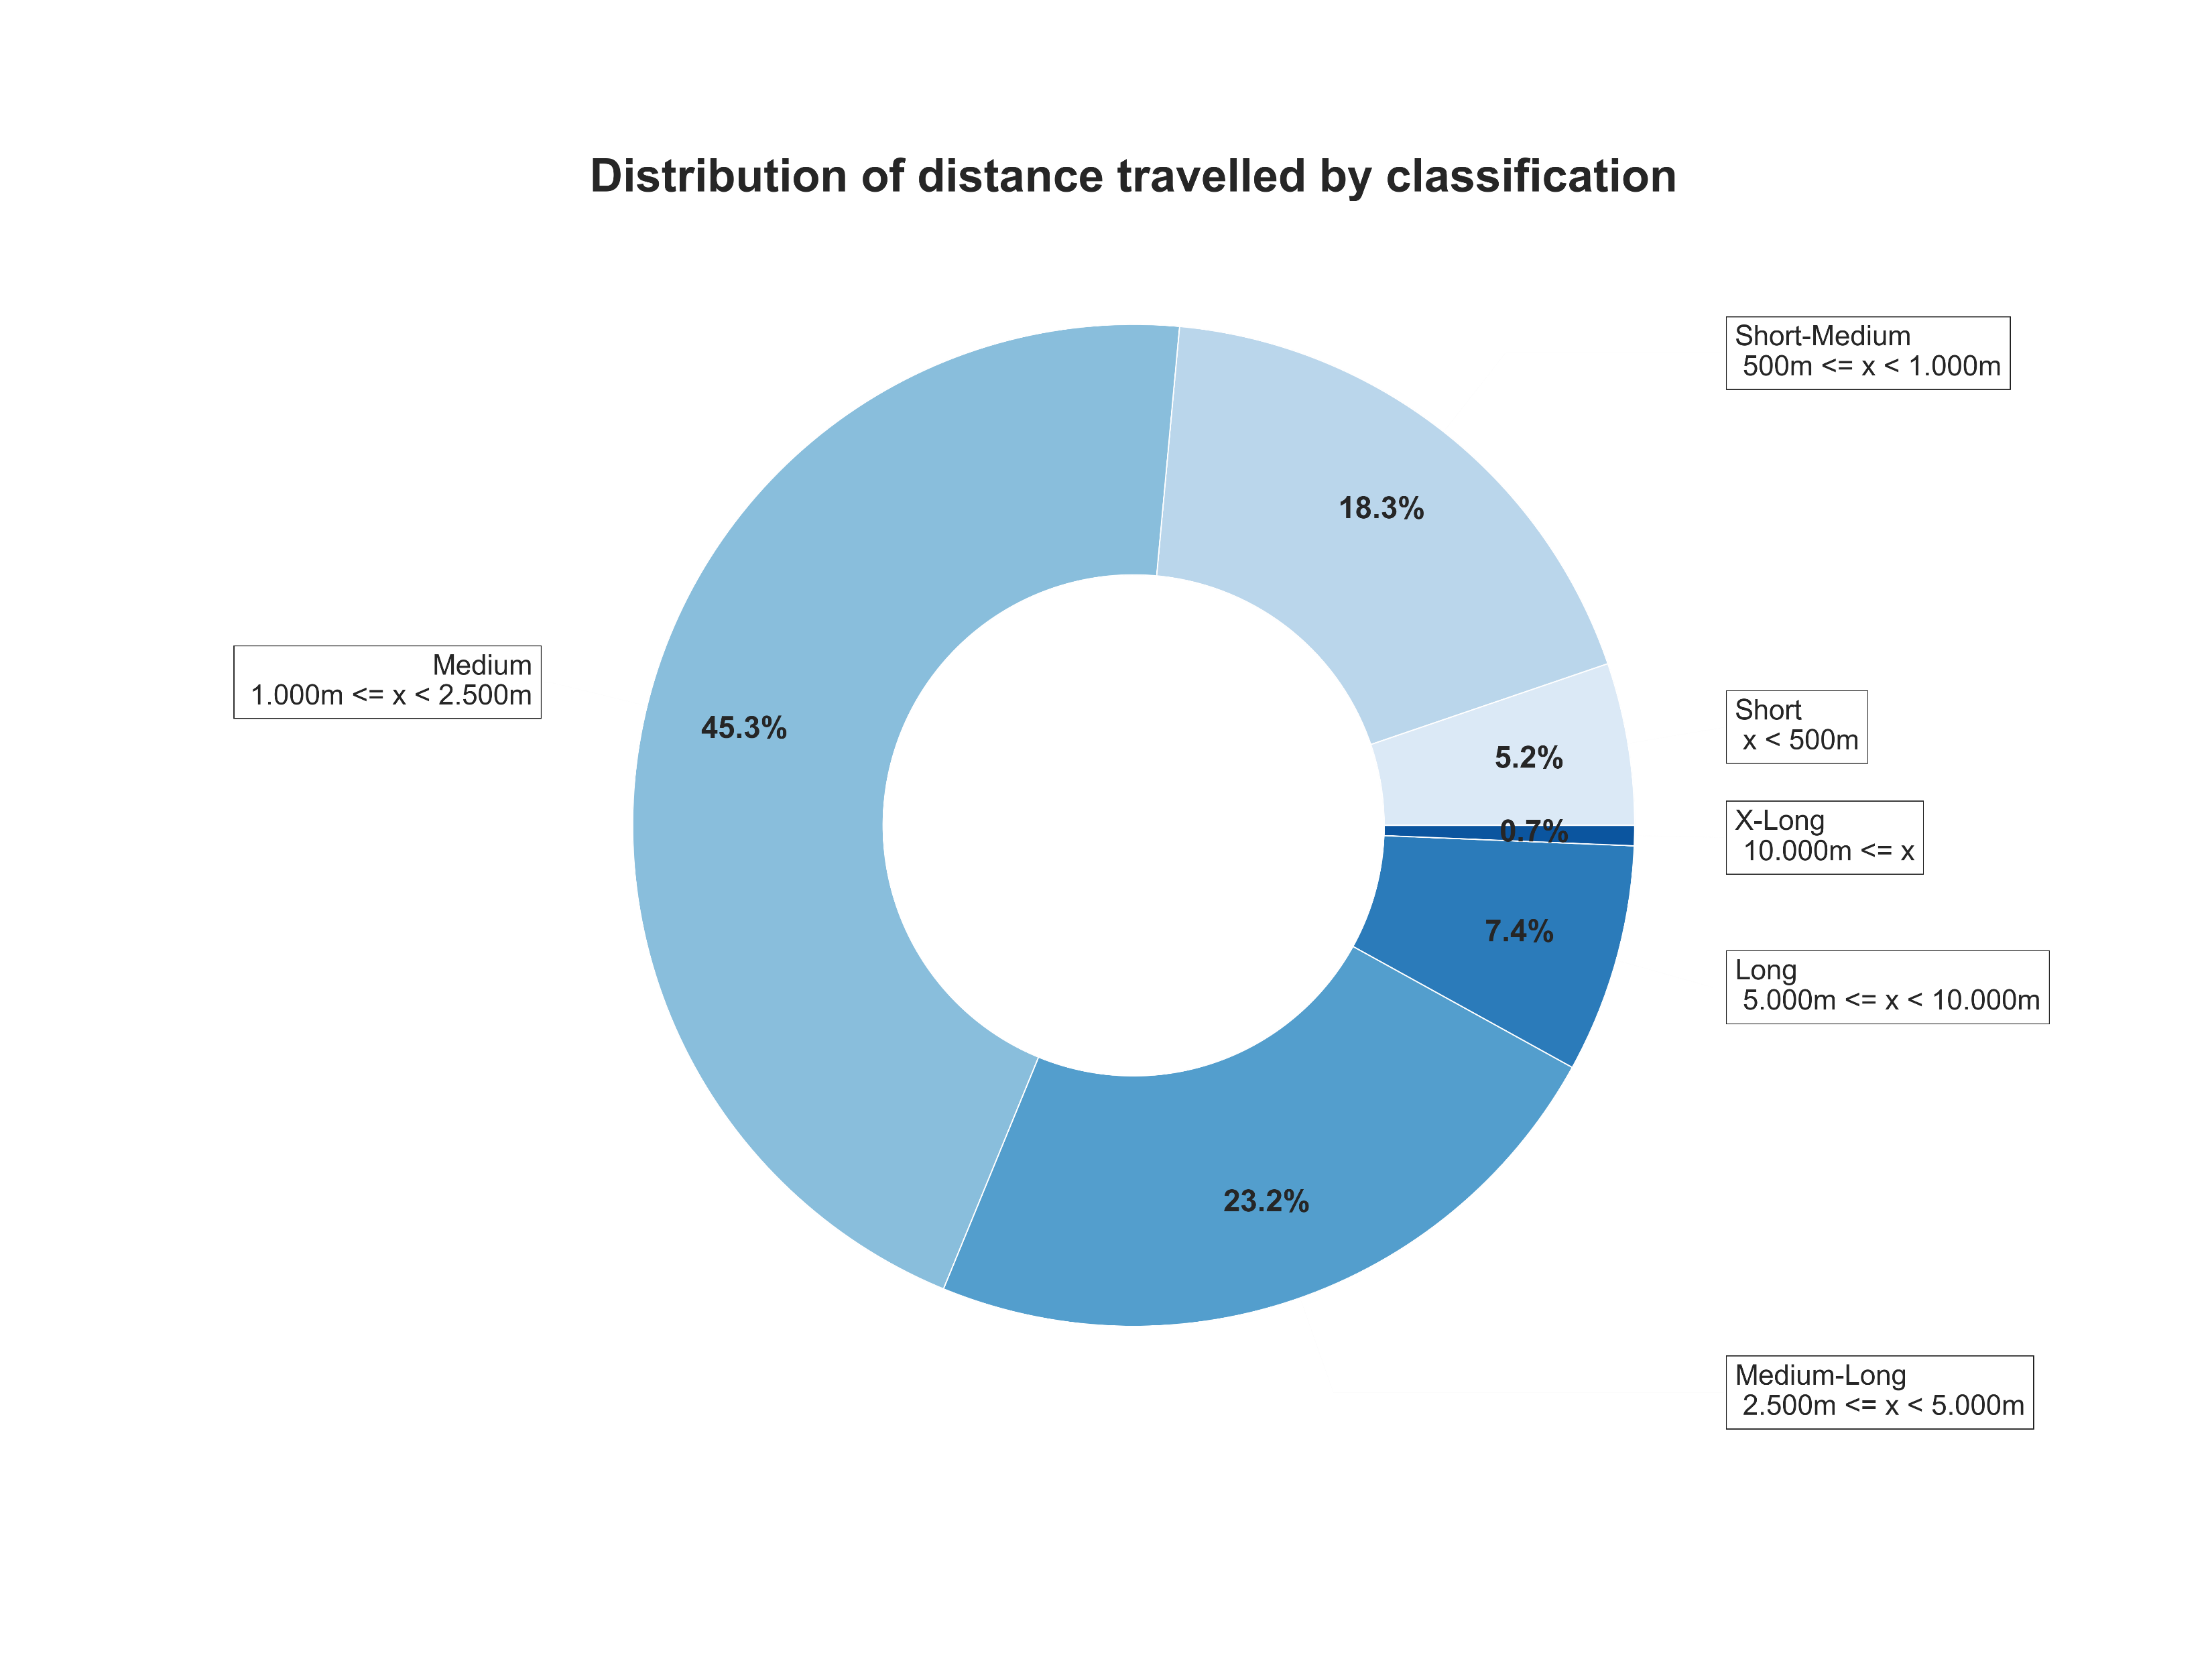 Distribution of distance travelled by classification
Short-Medium
500m <= x < 1.000m
18.3%
Medium
1.000m <= x < 2.500m
45.3%
Short
x < 500m
5.2%
X-Long
10.000m <= x
0.7%
7.4%
Long
5.000m <= x < 10.000m
23.2%
Medium-Long
2.500m <= x < 5.000m